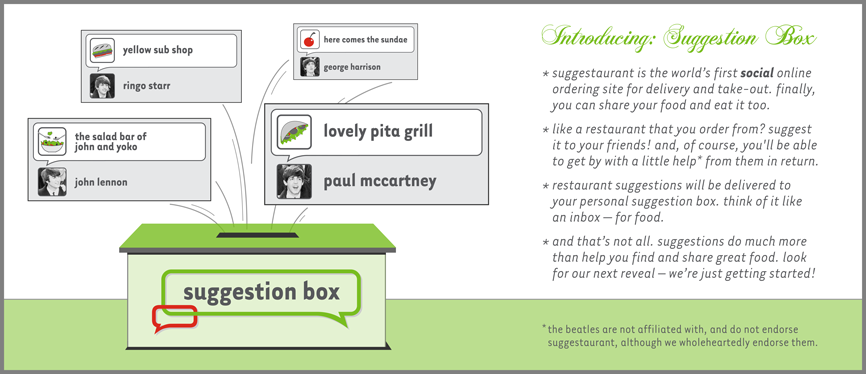 yellow sub shop
ringo starr
here comes the sundae
george harrison
the salad bar of
john and yoko
john lennon
lovely pita grill
paul mccartney
suggestion box
Introducing: Suggestion Box
* suggestaurant is the world's first social online
ordering site for delivery and take-out. finally,
you can share your food and eat it too.
* like a restaurant that you order from? suggest
it to your friends! and, of course, you'll be able
to get by with a little help* from them in return.
* restaurant suggestions will be delivered to
your personal suggestion box. think of it like
an inbox — for food.
* and that's not all. suggestions do much more
than help you find and share great food. look
for our next reveal — we're just getting started!
* the beatles are not affiliated with, and do not endorse
suggestaurant, although we wholeheartedly endorse them.